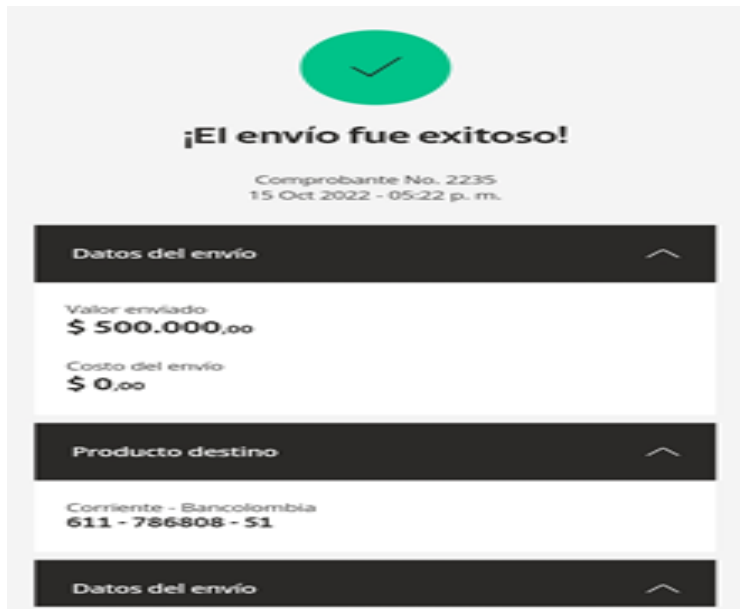 ¡El envío fue exitoso!
Comprobante No. 2235
15 Oct 2022 - 05:22 p. m.
Datos del envío
Valor enviado
$ 500.000,00
Costo del envío
$ 0,00
Producto destino
Corriente - Bancolombia
611 - 786808 - 51
Datos del envío